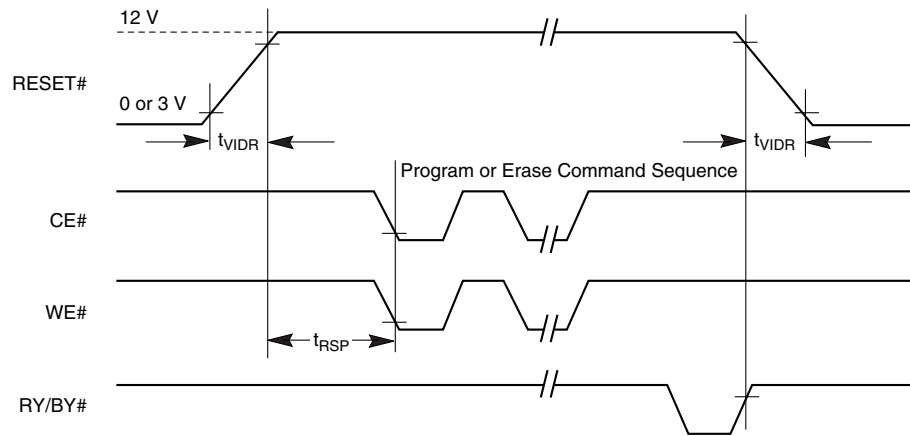 12 V
RESET#
0 or 3 V
tVIDR
tVIDR
Program or Erase Command Sequence
CE#
WE#
tRSP
RY/BY#